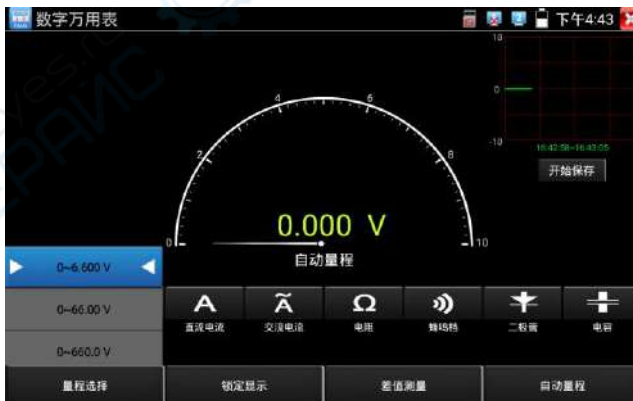 数字万用表
下午4:43
10
0
-10
16:42:58~16:43:05
开始保存
0
2
4
6
8
10
0.000 V
自动量程
0~6.600 V
0~66.00 V
0~660.0 V
A
直流电流
A
交流电流
Ω
电阻
蜂鸣档
二极管
电容
量程选择
锁定显示
差值测量
自动量程